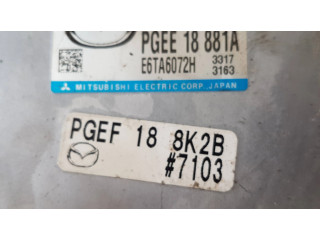 PGEE 18 881A
E6TA6072H 3317
3163
MITSUBISHI ELECTRIC CORP. JAPAN
PGEF 18 8K2B
#7103